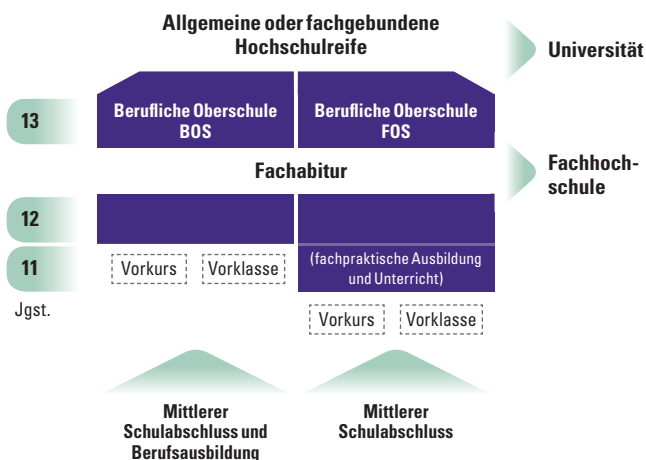 Allgemeine oder fachgebundene
Hochschulreife
Universität
13
Berufliche Oberschule
BOS
Berufliche Oberschule
FOS
Fachabitur
Fachhoch-
schule
12
11
Vorkurs
Vorklasse
(fachpraktische Ausbildung
und Unterricht)
Jgst.
Vorkurs
Vorklasse
Mittlerer
Schulabschluss und
Berufsausbildung
Mittlerer
Schulabschluss